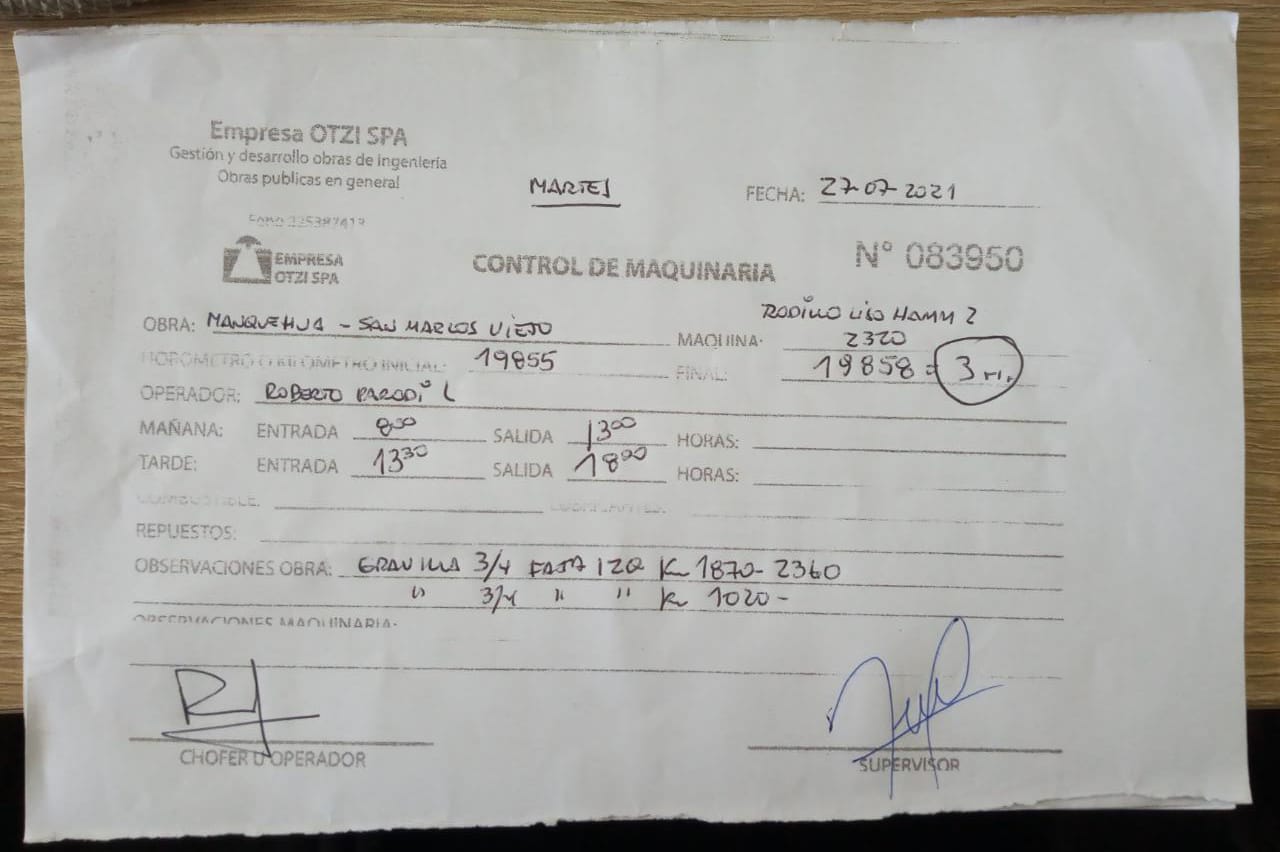 Empresa OTZI SPA
Gestión y desarrollo obras de ingeniería
Obras publicas en general
MARTES
FECHA: 27-07-2021
EMPRESA
OTZI SPA
CONTROL DE MAQUINARIA
N° 083950
RODILLO LISO HAMM 2
OBRA: MANQUEHUA - SAN MARCOS VIEJO MAQUINA: 2320
HOROMETRO O KILOMETRO INICIAL: 19855 FINAL: 19858 = 3
OPERADOR: ROBERTO PARODI L
MAÑANA: ENTRADA 8:00 SALIDA 13:00 HORAS:
TARDE: ENTRADA 13:30 SALIDA 18:00 HORAS:
COMBUSTIBLE: LUBRICANTES:
REPUESTOS:
OBSERVACIONES OBRA: GRAVILLA 3/4 FAJA IZQ Km 1870-2360
" 3/4 " " Km 1020-
OBSERVACIONES MAQUINARIA:
CHOFER U OPERADOR
SUPERVISOR